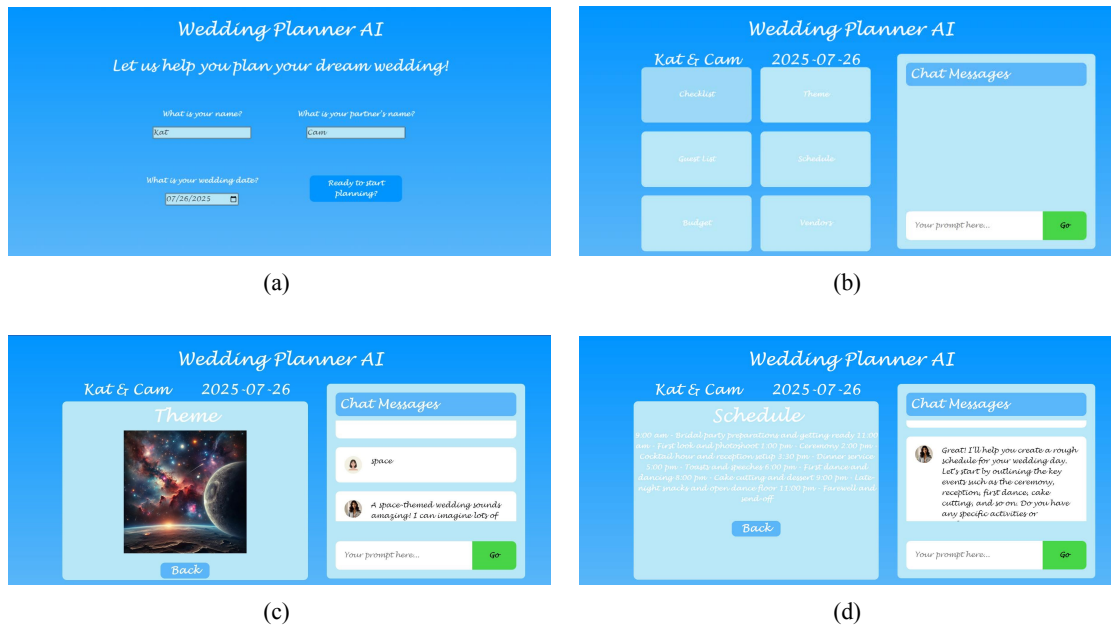 Wedding Planner AI
Let us help you plan your dream wedding!
What is your name?
What is your partner's name?
Kat
Cam
What is your wedding date?
07/26/2025
Ready to start
planning?
(a)
Wedding Planner AI
Kat & Cam
2025-07-26
Checklist
Theme
Guest List
Schedule
Budget
Vendors
Chat Messages
Your prompt here...
Go
(b)
Wedding Planner AI
Kat & Cam
2025-07-26
Theme
Back
Chat Messages
space
A space-themed wedding sounds
amazing! I can imagine lots of
Your prompt here...
Go
(c)
Wedding Planner AI
Kat & Cam
2025-07-26
Schedule
9:00 am - Bridal party preparations and getting ready 11:00
am - First look and photoshoot 1:00 pm - Ceremony 2:00 pm -
Cocktail hour and reception setup 3:30 pm - Dinner service
5:00 pm - Toasts and speeches 6:00 pm - First dance and
dancing 8:00 pm - Cake cutting and dessert 9:00 pm - Late-
night snacks and open dance floor 11:00 pm - Farewell and
send-off
Back
Chat Messages
Great! I'll help you create a rough
schedule for your wedding day.
Let's start by outlining the key
events such as the ceremony,
reception, first dance, cake
cutting, and so on. Do you have
any specific activities or
Your prompt here...
Go
(d)